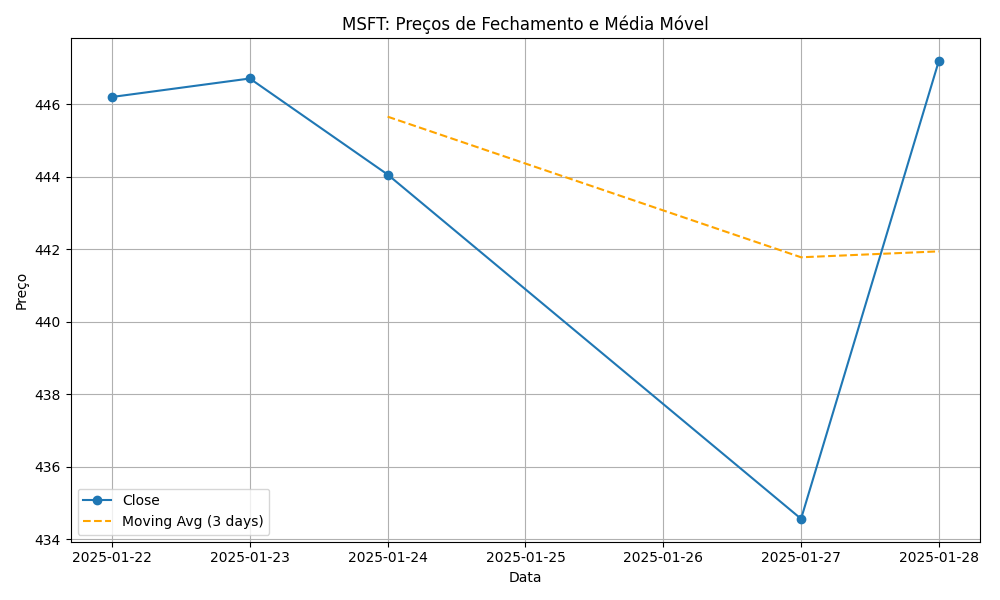 MSFT: Preços de Fechamento e Média Móvel
Preço
446
444
442
440
438
436
434
Close
Moving Avg (3 days)
2025-01-22
2025-01-23
2025-01-24
2025-01-25
2025-01-26
2025-01-27
2025-01-28
Data